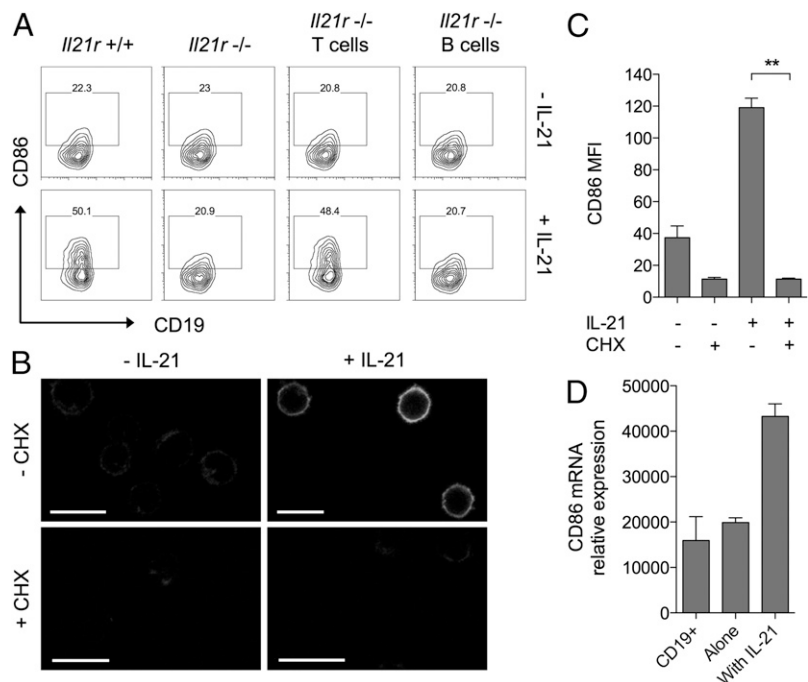 A
Il21r +/+
Il21r -/-
Il21r -/-
T cells
Il21r -/-
B cells
22.3
23
20.8
20.8
- IL-21
CD86
50.1
20.9
48.4
20.7
+ IL-21
CD19
B
- IL-21
+ IL-21
- CHX
+ CHX
C
**
140
120
100
80
60
40
20
0
CD86 MFI
IL-21 - - + +
CHX - + - +
D
50000
40000
30000
20000
10000
0
CD86 mRNA
relative expression
CD19+
Alone
With IL-21